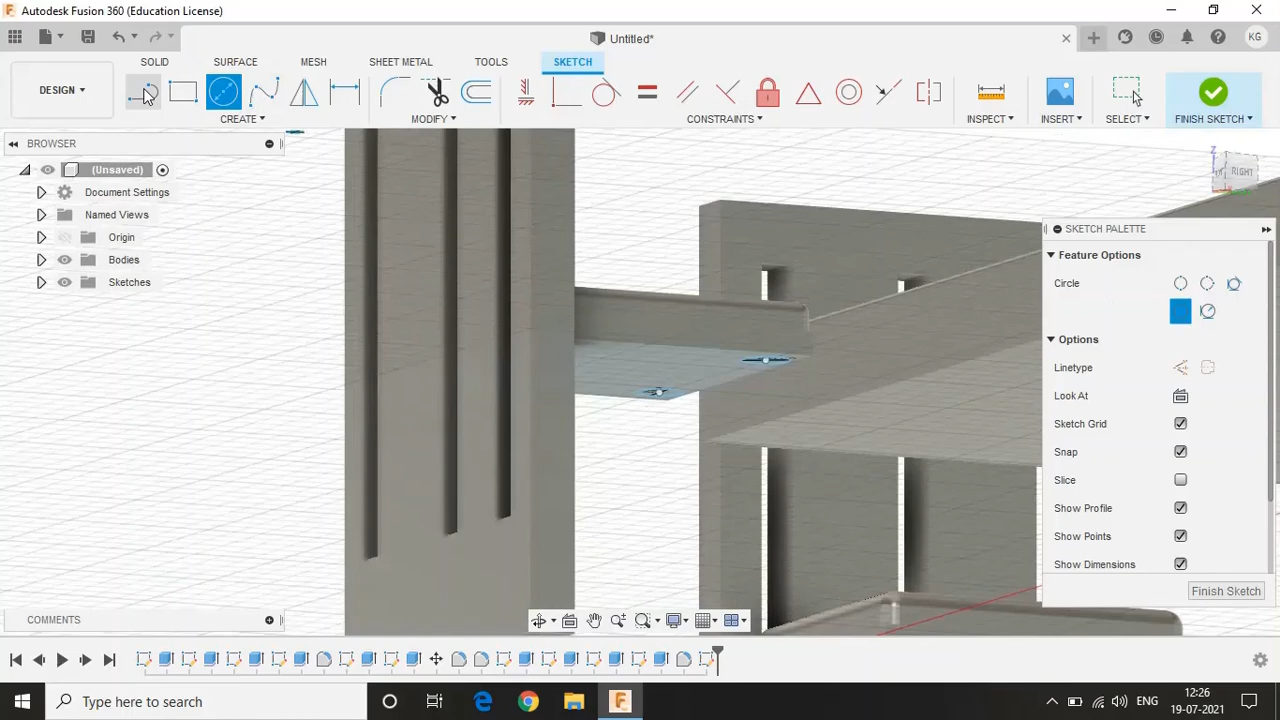 Autodesk Fusion 360 (Education License)
Untitled*
KG
DESIGN
SOLID
SURFACE
MESH
SHEET METAL
TOOLS
SKETCH
CREATE
MODIFY
CONSTRAINTS
INSPECT
INSERT
SELECT
FINISH SKETCH
BROWSER
(Unsaved)
Document Settings
Named Views
Origin
Bodies
Sketches
Z
RIGHT
SKETCH PALETTE
Feature Options
Circle
Options
Linetype
Look At
Sketch Grid
Snap
Slice
Show Profile
Show Points
Show Dimensions
Finish Sketch
COMMENTS
Type here to search
ENG
12:26
19-07-2021